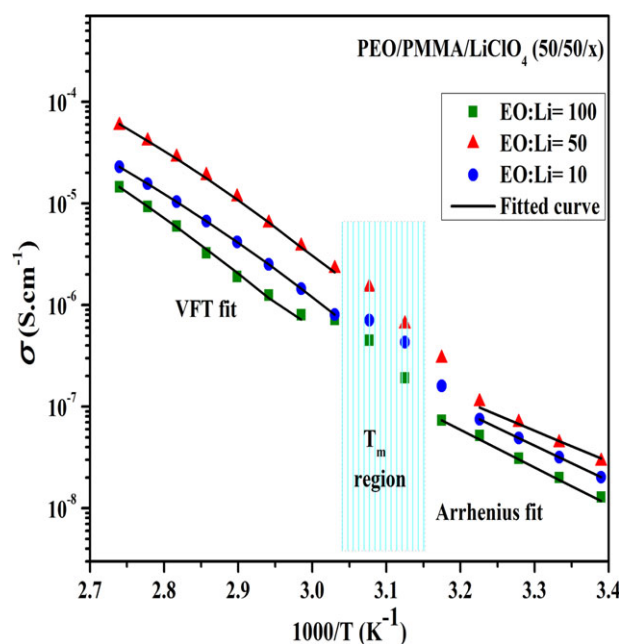 PEO/PMMA/LiClO₄ (50/50/x)
EO:Li= 100
EO:Li= 50
EO:Li= 10
Fitted curve
σ (S.cm⁻¹)
10⁻⁴
10⁻⁵
10⁻⁶
10⁻⁷
10⁻⁸
VFT fit
Tₘ
region
Arrhenius fit
2.7 2.8 2.9 3.0 3.1 3.2 3.3 3.4
1000/T (K⁻¹)